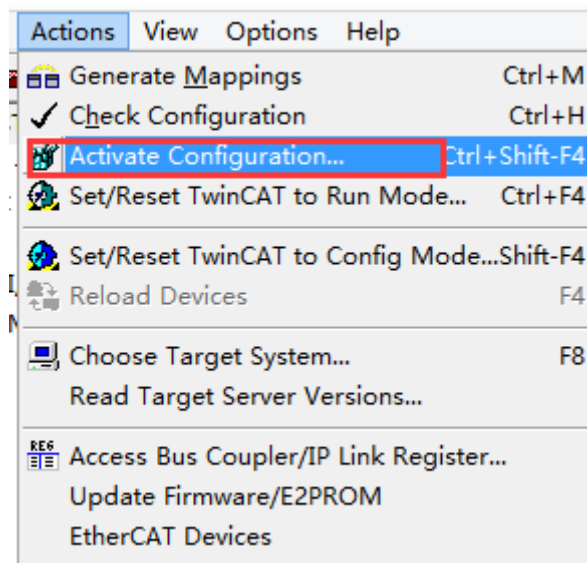 Actions View Options Help
Generate Mappings Ctrl+M
Check Configuration Ctrl+H
Activate Configuration... Ctrl+Shift-F4
Set/Reset TwinCAT to Run Mode... Ctrl+F4
Set/Reset TwinCAT to Config Mode...Shift-F4
Reload Devices F4
Choose Target System... F8
Read Target Server Versions...
REG
Access Bus Coupler/IP Link Register...
Update Firmware/E2PROM
EtherCAT Devices